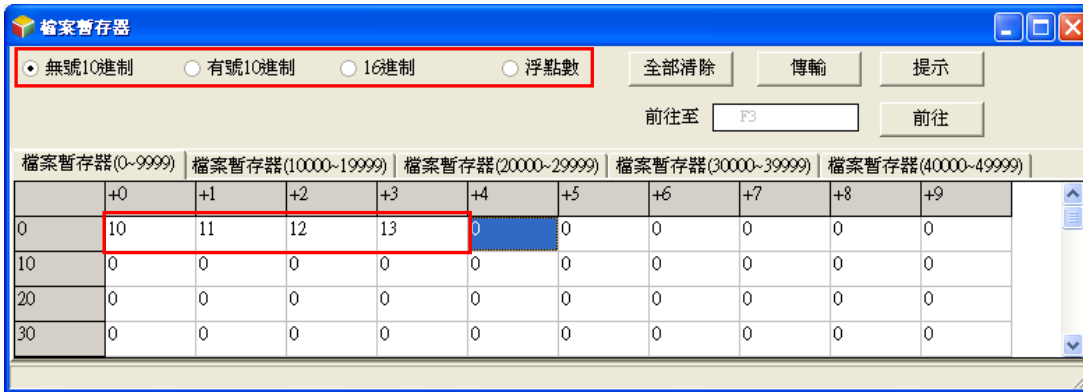 檔案暫存器
無號10進制 有號10進制 16進制 浮點數 全部清除 傳輸 提示
前往至 F3 前往
檔案暫存器(0~9999) 檔案暫存器(10000~19999) 檔案暫存器(20000~29999) 檔案暫存器(30000~39999) 檔案暫存器(40000~49999)
+0 +1 +2 +3 +4 +5 +6 +7 +8 +9
0 10 11 12 13 0 0 0 0 0 0
10 0 0 0 0 0 0 0 0 0 0
20 0 0 0 0 0 0 0 0 0 0
30 0 0 0 0 0 0 0 0 0 0